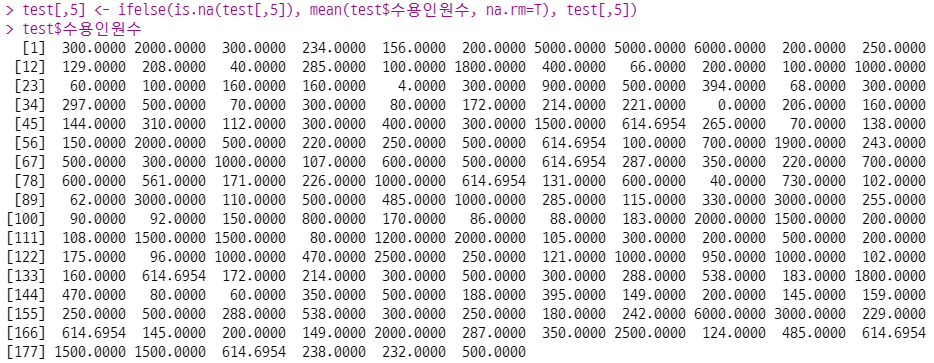 > test[,5] <- ifelse(is.na(test[,5]), mean(test$수용인원수, na.rm=T), test[,5])
> test$수용인원수
[1] 300.0000 2000.0000 300.0000 234.0000 156.0000 200.0000 5000.0000 5000.0000 6000.0000 200.0000 250.0000
[12] 129.0000 208.0000 40.0000 285.0000 100.0000 1800.0000 400.0000 66.0000 200.0000 100.0000 1000.0000
[23] 60.0000 100.0000 160.0000 160.0000 4.0000 300.0000 900.0000 500.0000 394.0000 68.0000 300.0000
[34] 297.0000 500.0000 70.0000 300.0000 80.0000 172.0000 214.0000 221.0000 0.0000 206.0000 160.0000
[45] 144.0000 310.0000 112.0000 300.0000 400.0000 300.0000 1500.0000 614.6954 265.0000 70.0000 138.0000
[56] 150.0000 2000.0000 500.0000 220.0000 250.0000 500.0000 614.6954 100.0000 700.0000 1900.0000 243.0000
[67] 500.0000 300.0000 1000.0000 107.0000 600.0000 500.0000 614.6954 287.0000 350.0000 220.0000 700.0000
[78] 600.0000 561.0000 171.0000 226.0000 1000.0000 614.6954 131.0000 600.0000 40.0000 730.0000 102.0000
[89] 62.0000 3000.0000 110.0000 500.0000 485.0000 1000.0000 285.0000 115.0000 330.0000 3000.0000 255.0000
[100] 90.0000 92.0000 150.0000 800.0000 170.0000 86.0000 88.0000 183.0000 2000.0000 1500.0000 200.0000
[111] 108.0000 1500.0000 1500.0000 80.0000 1200.0000 2000.0000 105.0000 300.0000 200.0000 500.0000 200.0000
[122] 175.0000 96.0000 1000.0000 470.0000 2500.0000 250.0000 121.0000 1000.0000 950.0000 1000.0000 102.0000
[133] 160.0000 614.6954 172.0000 214.0000 300.0000 500.0000 300.0000 288.0000 538.0000 183.0000 1800.0000
[144] 470.0000 80.0000 60.0000 350.0000 500.0000 188.0000 395.0000 149.0000 200.0000 145.0000 159.0000
[155] 250.0000 500.0000 288.0000 538.0000 300.0000 250.0000 180.0000 242.0000 6000.0000 3000.0000 229.0000
[166] 614.6954 145.0000 200.0000 149.0000 2000.0000 287.0000 350.0000 2500.0000 124.0000 485.0000 614.6954
[177] 1500.0000 1500.0000 614.6954 238.0000 232.0000 500.0000